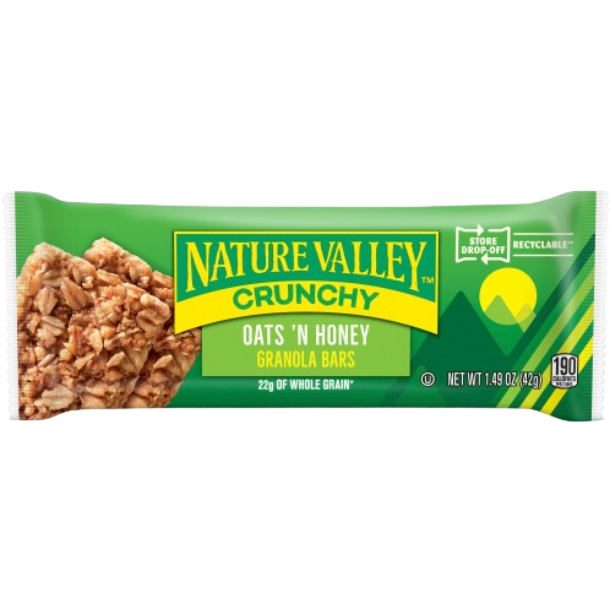 NATURE VALLEY™
CRUNCHY
OATS 'N HONEY
GRANOLA BARS
22g OF WHOLE GRAIN*
STORE
DROP-OFF
RECYCLABLE
U
NET WT 1.49 OZ (42g)
190